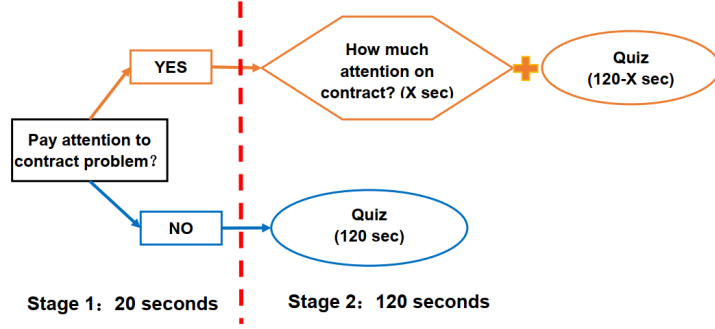 YES
How much
attention on
contract? (X sec)
Quiz
(120-X sec)
Pay attention to
contract problem？
NO
Quiz
(120 sec)
Stage 1：20 seconds
Stage 2：120 seconds